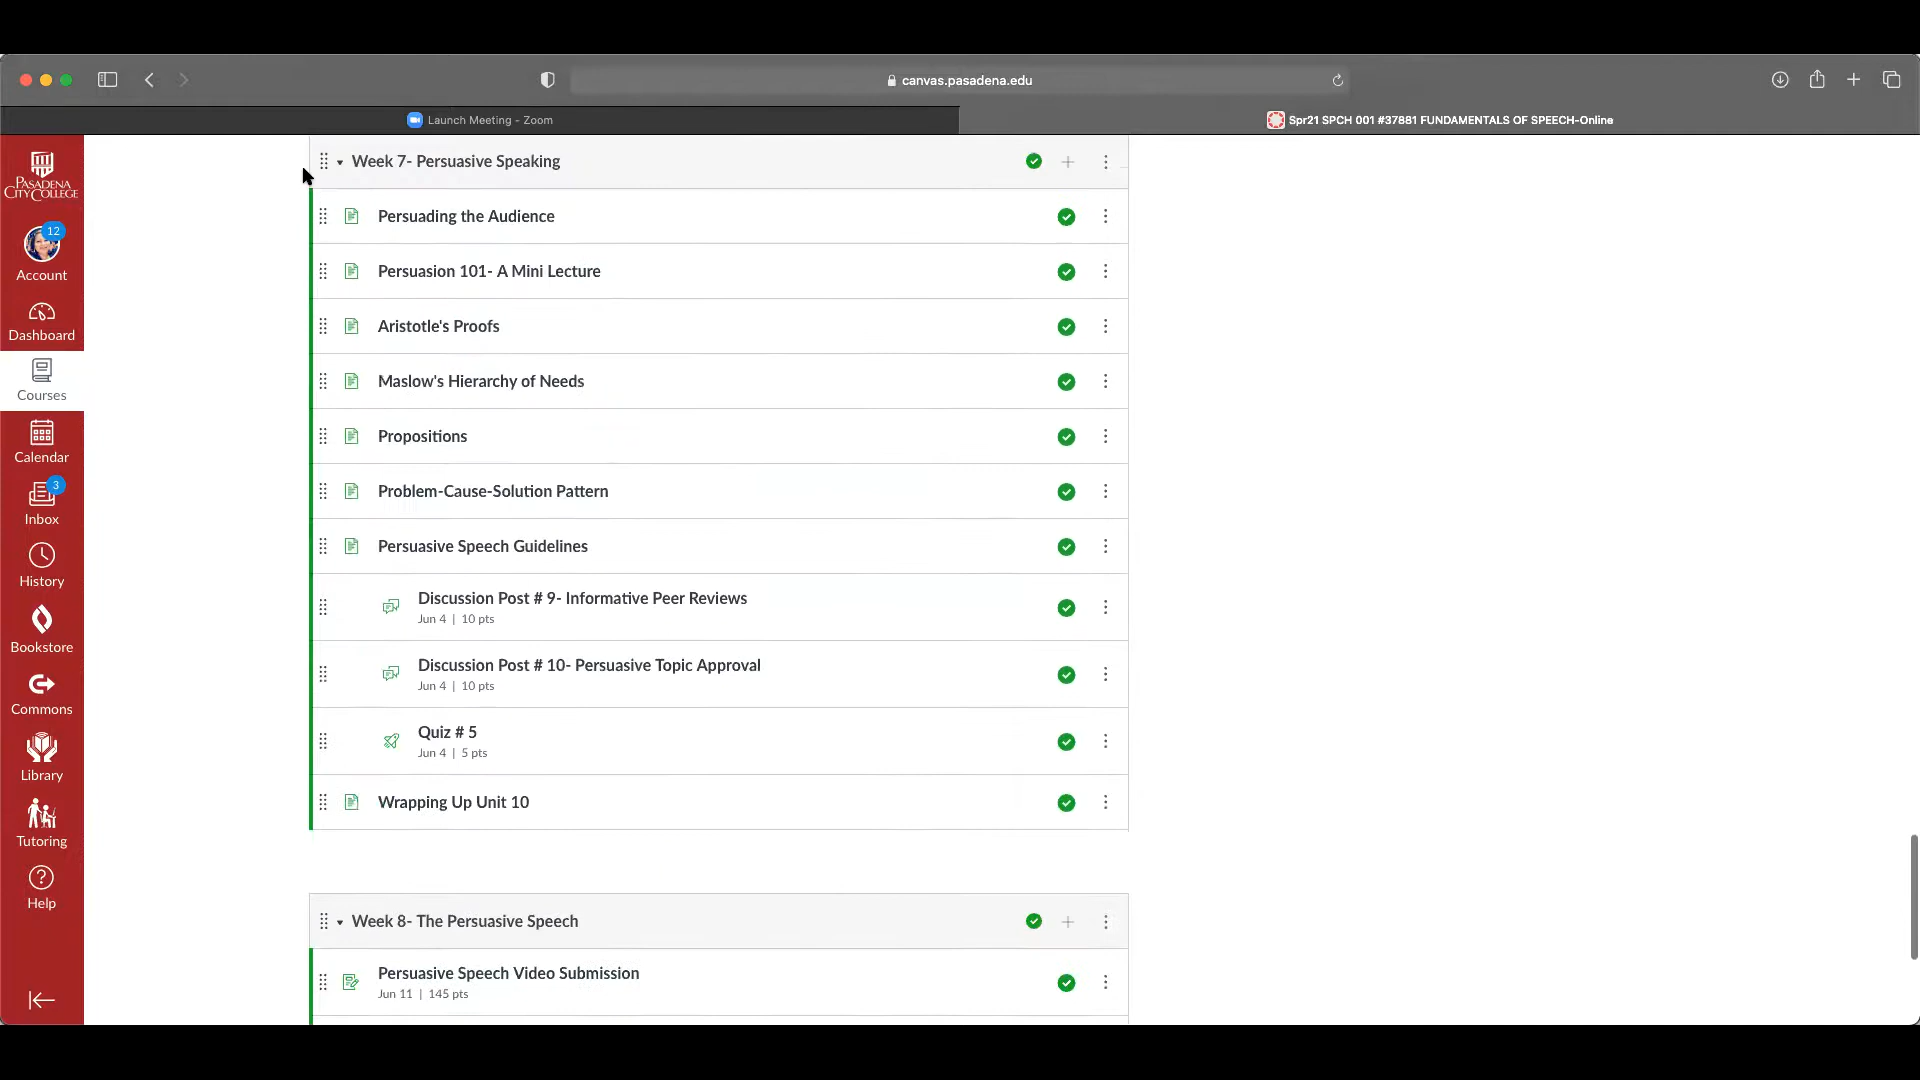 canvas.pasadena.edu
Launch Meeting - Zoom
Spr21 SPCH 001 #37881 FUNDAMENTALS OF SPEECH-Online
PASADENA
CITY COLLEGE
12
Account
Dashboard
Courses
Calendar
3
Inbox
History
Bookstore
Commons
Library
Tutoring
Help
Week 7- Persuasive Speaking
Persuading the Audience
Persuasion 101- A Mini Lecture
Aristotle's Proofs
Maslow's Hierarchy of Needs
Propositions
Problem-Cause-Solution Pattern
Persuasive Speech Guidelines
Discussion Post # 9- Informative Peer Reviews
Jun 4 | 10 pts
Discussion Post # 10- Persuasive Topic Approval
Jun 4 | 10 pts
Quiz # 5
Jun 4 | 5 pts
Wrapping Up Unit 10
Week 8- The Persuasive Speech
Persuasive Speech Video Submission
Jun 11 | 145 pts